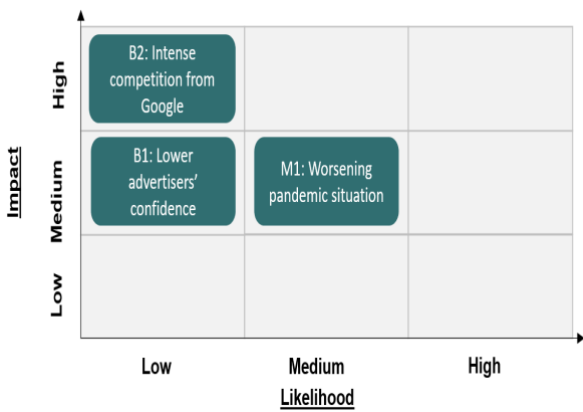 B2: Intense
competition from
Google
B1: Lower
advertisers'
confidence
M1: Worsening
pandemic situation
Impact
High
Medium
Low
Low
Medium
High
Likelihood